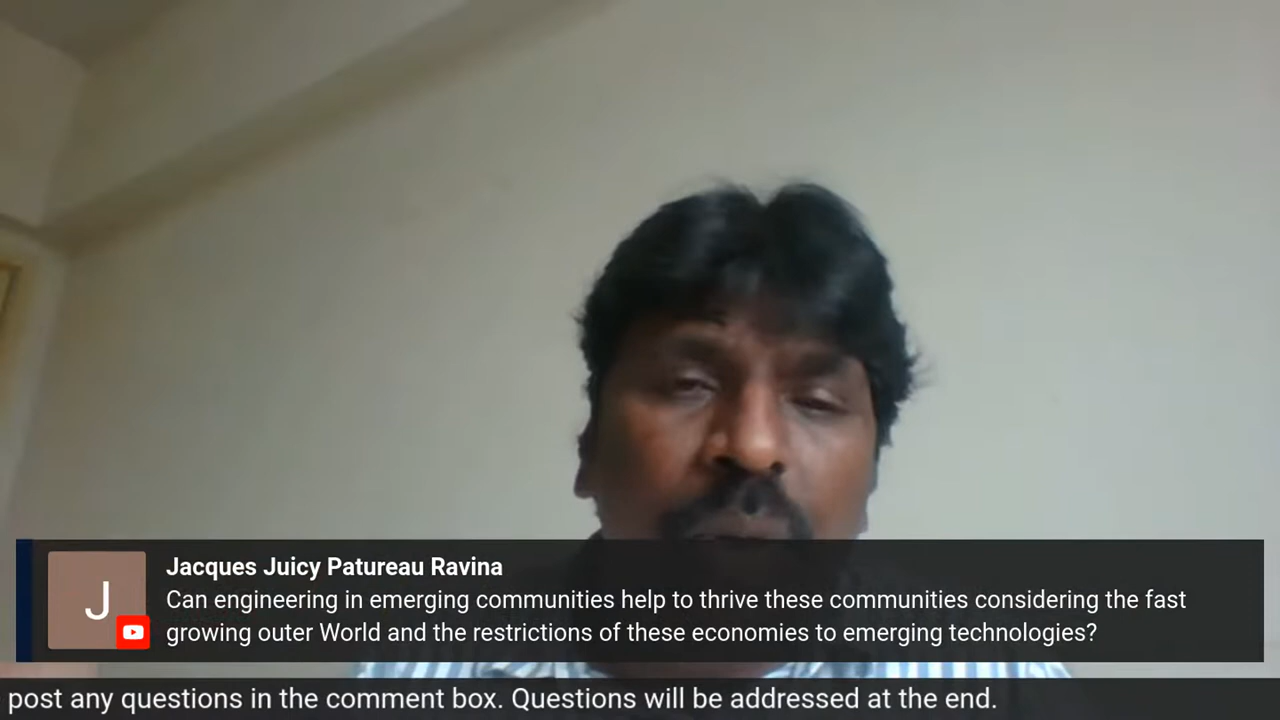 Jacques Juicy Patureau Ravina
J
Can engineering in emerging communities help to thrive these communities considering the fast
growing outer World and the restrictions of these economies to emerging technologies?
post any questions in the comment box. Questions will be addressed at the end.